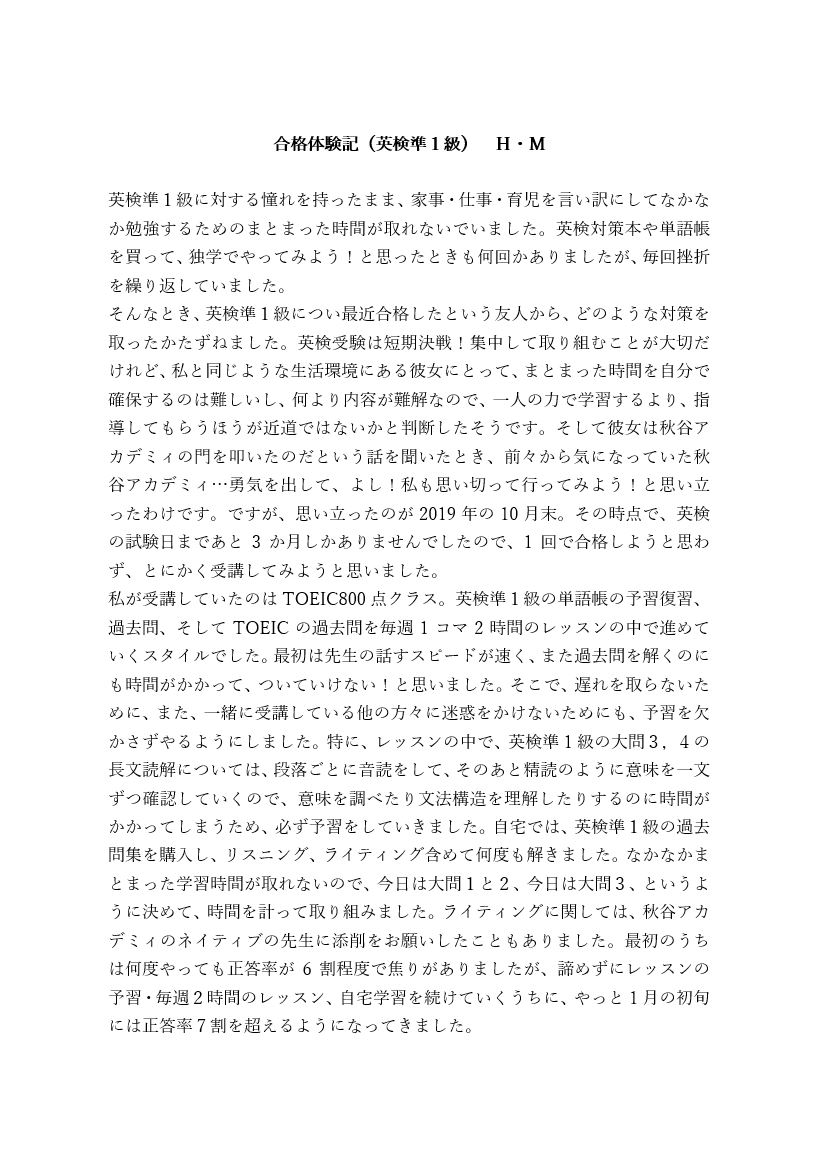 合格体験記（英検準１級）　Ｈ・Ｍ
英検準１級に対する憧れを持ったまま、家事・仕事・育児を言い訳にしてなかな
か勉強するためのまとまった時間が取れないでいました。英検対策本や単語帳
を買って、独学でやってみよう！と思ったときも何回かありましたが、毎回挫折
を繰り返していました。
そんなとき、英検準１級につい最近合格したという友人から、どのような対策を
取ったかたずねました。英検受験は短期決戦！集中して取り組むことが大切だ
けれど、私と同じような生活環境にある彼女にとって、まとまった時間を自分で
確保するのは難しいし、何より内容が難解なので、一人の力で学習するより、指
導してもらうほうが近道ではないかと判断したそうです。そして彼女は秋谷ア
カデミィの門を叩いたのだという話を聞いたとき、前々から気になっていた秋
谷アカデミィ…勇気を出して、よし！私も思い切って行ってみよう！と思い立
ったわけです。ですが、思い立ったのが 2019 年の 10 月末。その時点で、英検
の試験日まであと 3 か月しかありませんでしたので、1 回で合格しようと思わ
ず、とにかく受講してみようと思いました。
私が受講していたのは TOEIC800 点クラス。英検準１級の単語帳の予習復習、
過去問、そして TOEIC の過去問を毎週 1 コマ 2 時間のレッスンの中で進めて
いくスタイルでした。最初は先生の話すスピードが速く、また過去問を解くのに
も時間がかかって、ついていけない！と思いました。そこで、遅れを取らないた
めに、また、一緒に受講している他の方々に迷惑をかけないためにも、予習を欠
かさずやるようにしました。特に、レッスンの中で、英検準１級の大問３，４の
長文読解については、段落ごとに音読をして、そのあと精読のように意味を一文
ずつ確認していくので、意味を調べたり文法構造を理解したりするのに時間が
かかってしまうため、必ず予習をしていきました。自宅では、英検準１級の過去
問集を購入し、リスニング、ライティング含めて何度も解きました。なかなかま
とまった学習時間が取れないので、今日は大問１と２、今日は大問３、というよ
うに決めて、時間を計って取り組みました。ライティングに関しては、秋谷アカ
デミィのネイティブの先生に添削をお願いしたこともありました。最初のうち
は何度やっても正答率が 6 割程度で焦りがありましたが、諦めずにレッスンの
予習・毎週２時間のレッスン、自宅学習を続けていくうちに、やっと１月の初旬
には正答率７割を超えるようになってきました。